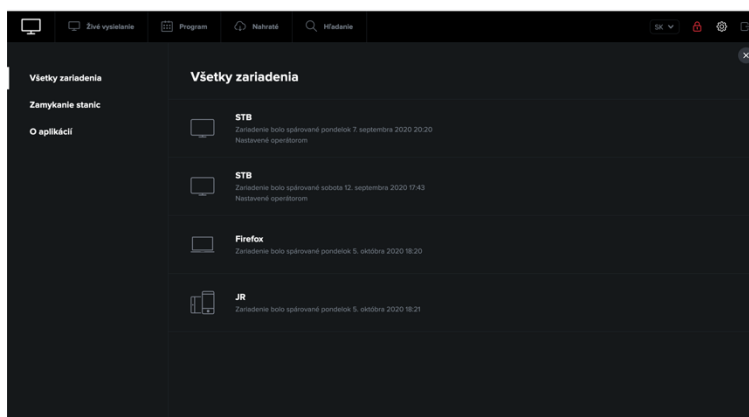 Živé vysielanie
Program
Nahraté
Hľadanie
SK
Všetky zariadenia
Zamykanie stanic
O aplikácií
Všetky zariadenia
STB
Zariadenie bolo spárované pondelok 7. septembra 2020 20:20
Nastavené operátorom
STB
Zariadenie bolo spárované sobota 12. septembra 2020 17:43
Nastavené operátorom
Firefox
Zariadenie bolo spárované pondelok 5. októbra 2020 18:20
JR
Zariadenie bolo spárované pondelok 5. októbra 2020 18:21